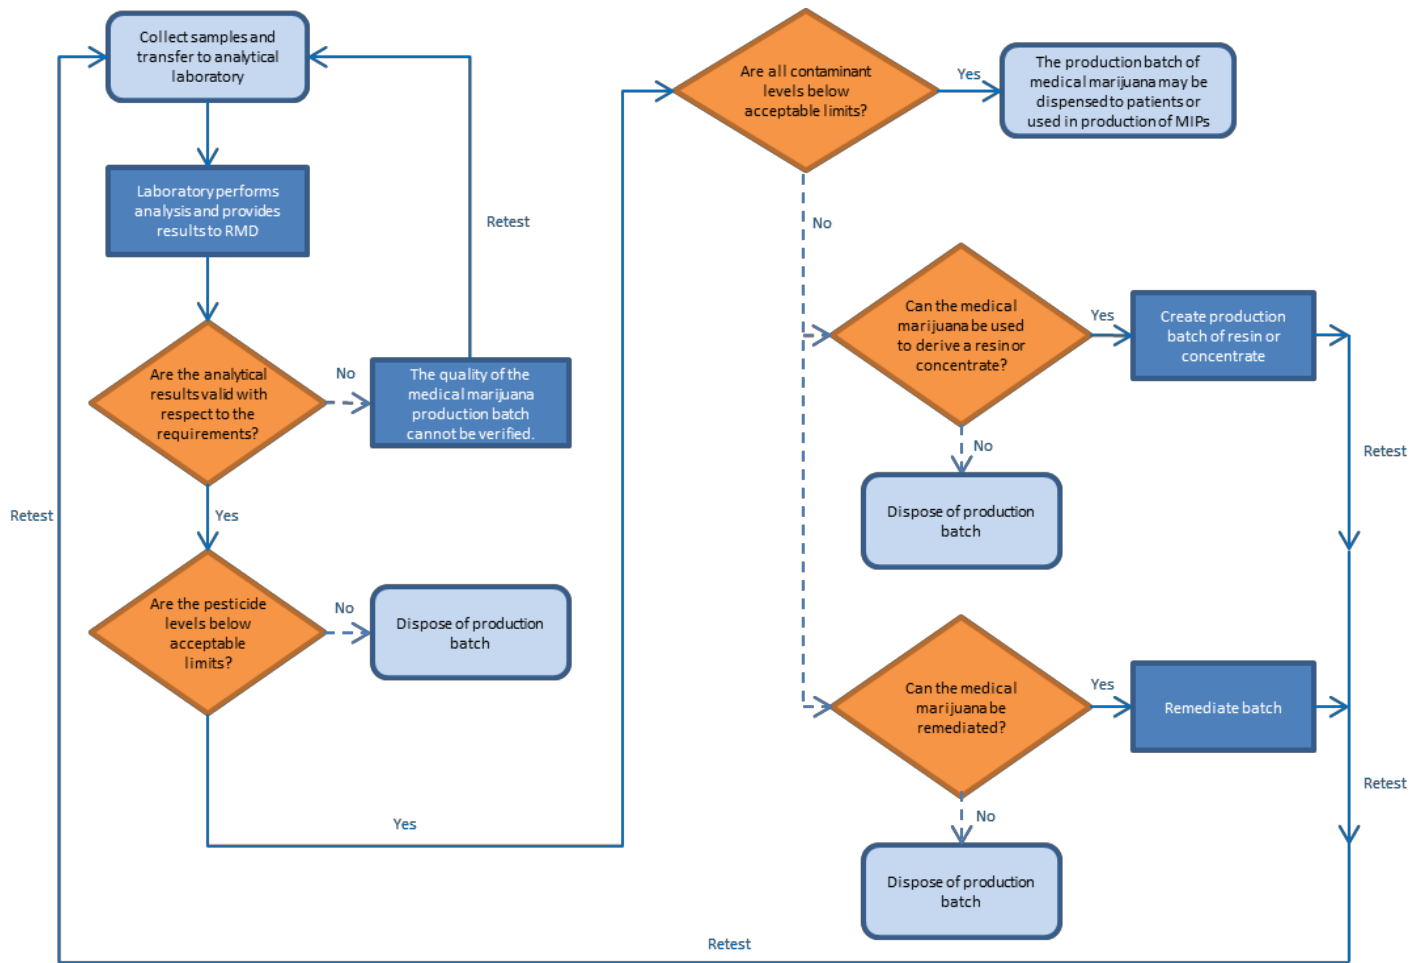 Collect samples and
transfer to analytical
laboratory
Laboratory performs
analysis and provides
results to RMD
Retest
Are the analytical
results valid with
respect to the
requirements?
No
The quality of the
medical marijuana
production batch
cannot be verified.
Retest
Yes
Are the pesticide
levels below
acceptable
limits?
No
Dispose of production
batch
Yes
Are all contaminant
levels below
acceptable limits?
Yes
The production batch of
medical marijuana may be
dispensed to patients or
used in production of MIPs
No
Can the medical
marijuana be used
to derive a resin or
concentrate?
Yes
Create production
batch of resin or
concentrate
No
Dispose of production
batch
Retest
Can the medical
marijuana be
remediated?
Yes
Remediate batch
Retest
No
Dispose of production
batch
Retest